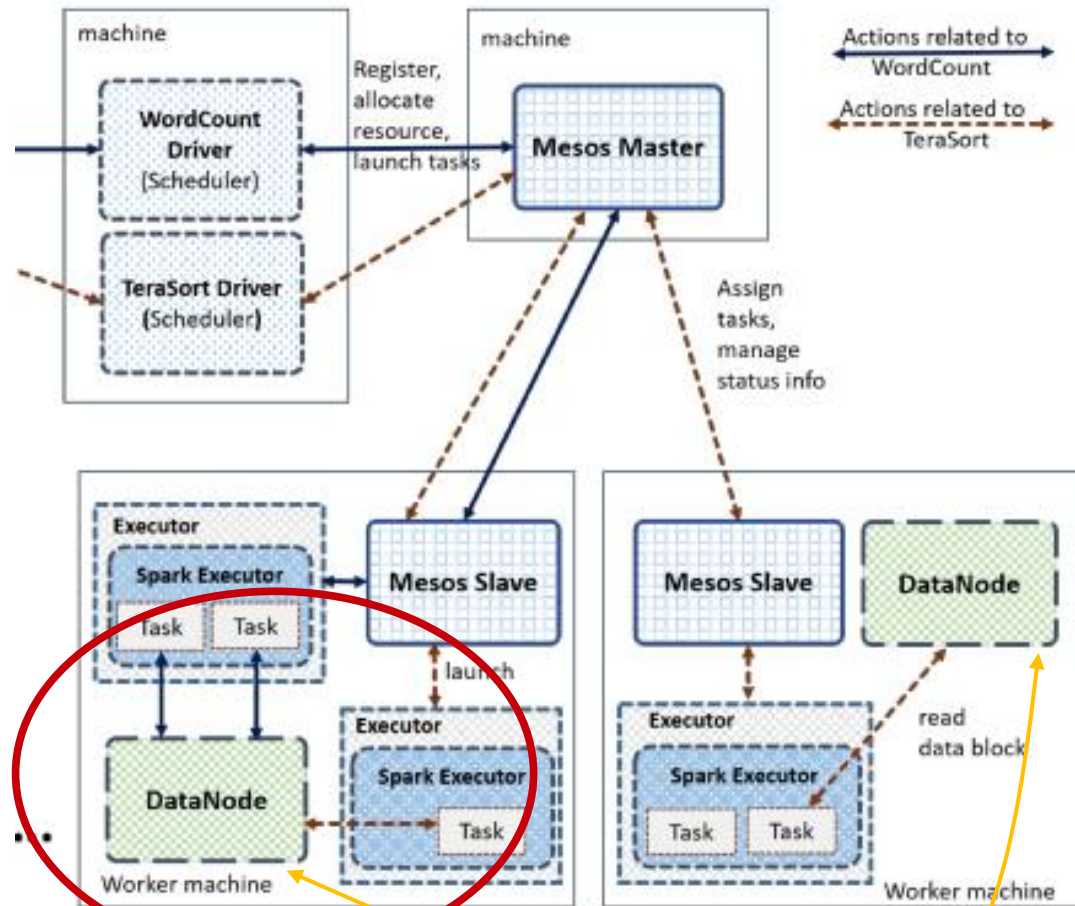 machine
WordCount
Driver
(Scheduler)
TeraSort Driver
(Scheduler)
Register,
allocate
resource,
launch tasks
machine
Mesos Master
Actions related to
WordCount
Actions related to
TeraSort
Assign
tasks,
manage
status info
Executor
Spark Executor
Task
Task
Mesos Slave
launch
Executor
Spark Executor
Task
DataNode
...
Worker machine
Mesos Slave
DataNode
Executor
Spark Executor
Task
Task
read
data block
Worker machine